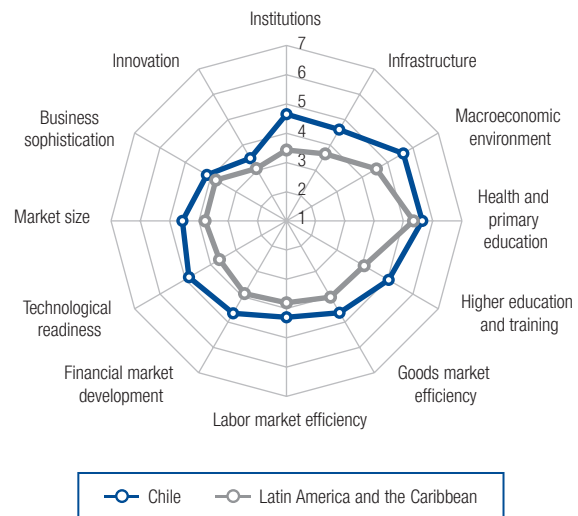 Institutions
7
6
5
4
3
2
1
Infrastructure
Macroeconomic
environment
Health and
primary
education
Higher education
and training
Goods market
efficiency
Labor market efficiency
Financial market
development
Technological
readiness
Market size
Business
sophistication
Innovation
Chile
Latin America and the Caribbean